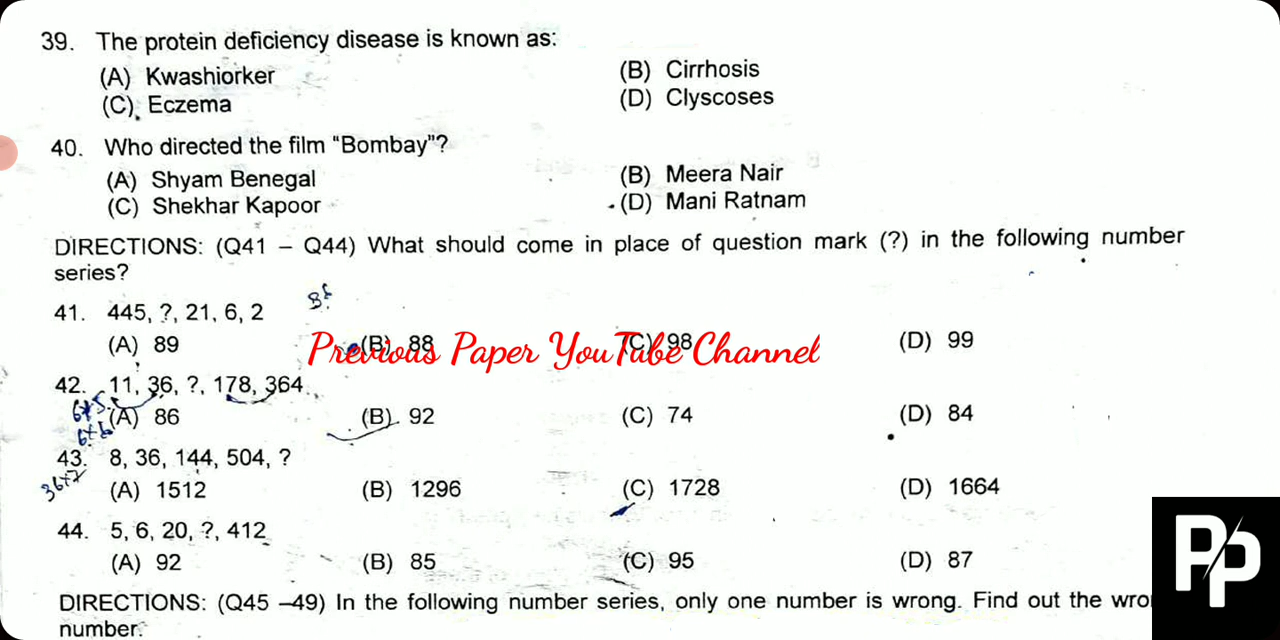 39. The protein deficiency disease is known as:
(A) Kwashiorker (B) Cirrhosis
(C) Eczema (D) Clyscoses
40. Who directed the film "Bombay"?
(A) Shyam Benegal (B) Meera Nair
(C) Shekhar Kapoor (D) Mani Ratnam
DIRECTIONS: (Q41 – Q44) What should come in place of question mark (?) in the following number
series?
41. 445, ?, 21, 6, 2
(A) 89 (B) 88 (C) 98 (D) 99
Previous Paper YouTube Channel
42. 11, 36, ?, 178, 364
6x5
(A) 86 (B) 92 (C) 74 (D) 84
43. 8, 36, 144, 504, ?
36x7
(A) 1512 (B) 1296 (C) 1728 (D) 1664
44. 5, 6, 20, ?, 412
(A) 92 (B) 85 (C) 95 (D) 87
PP
DIRECTIONS: (Q45 –49) In the following number series, only one number is wrong. Find out the wro
number.